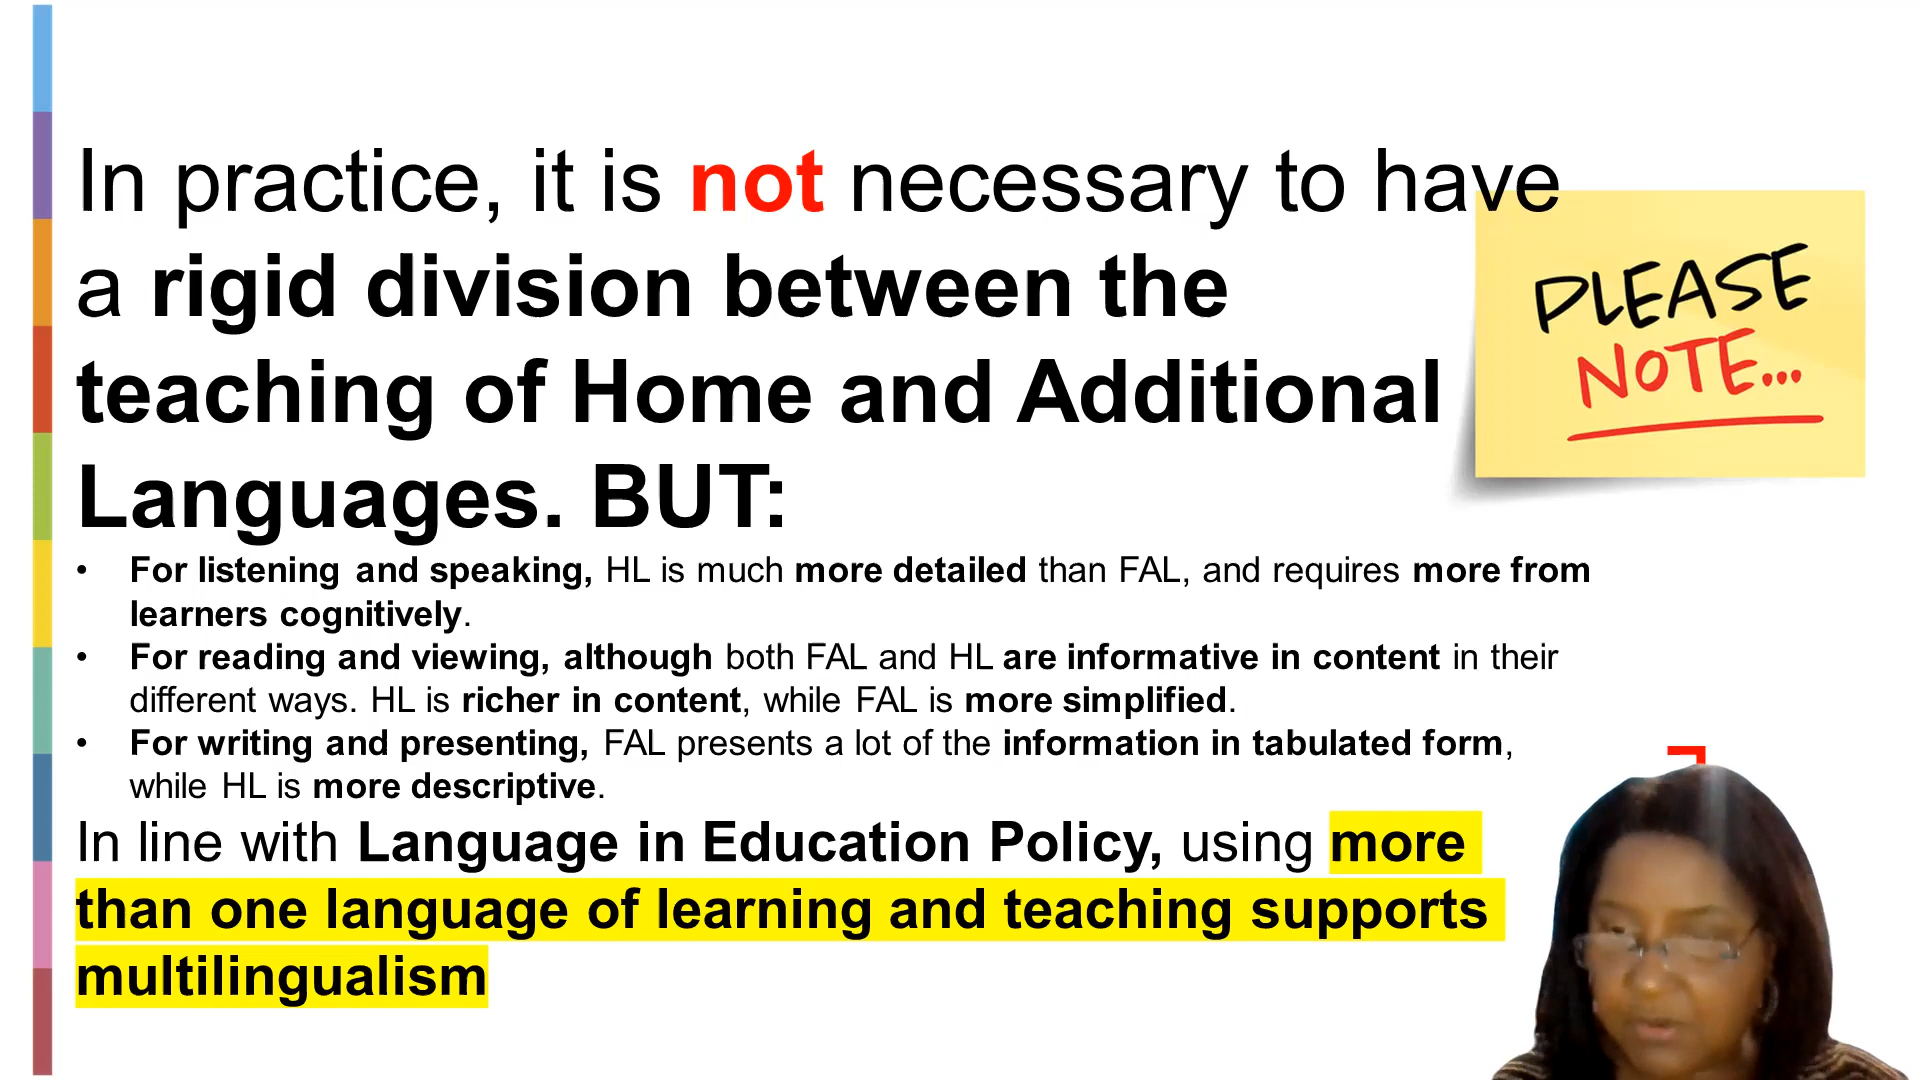 In practice, it is not necessary to have
a rigid division between the
teaching of Home and Additional
Languages. BUT:
PLEASE
NOTE...
• For listening and speaking, HL is much more detailed than FAL, and requires more from
learners cognitively.
• For reading and viewing, although both FAL and HL are informative in content in their
different ways. HL is richer in content, while FAL is more simplified.
• For writing and presenting, FAL presents a lot of the information in tabulated form,
while HL is more descriptive.
In line with Language in Education Policy, using more
than one language of learning and teaching supports
multilingualism